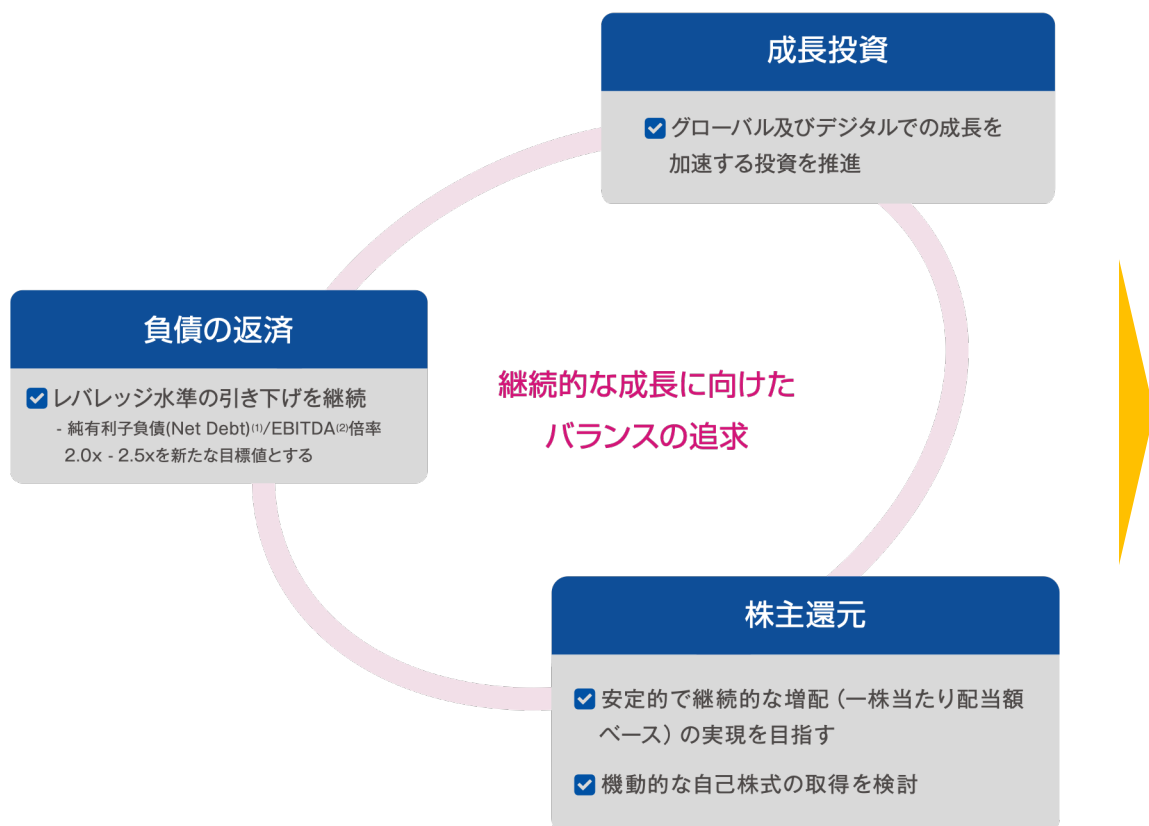 成長投資
グローバル及びデジタルでの成長を
加速する投資を推進
負債の返済
レバレッジ水準の引き下げを継続
- 純有利子負債(Net Debt)⁽¹⁾/EBITDA⁽²⁾倍率
2.0x - 2.5xを新たな目標値とする
継続的な成長に向けた
バランスの追求
株主還元
安定的で継続的な増配（一株当たり配当額
ベース）の実現を目指す
機動的な自己株式の取得を検討